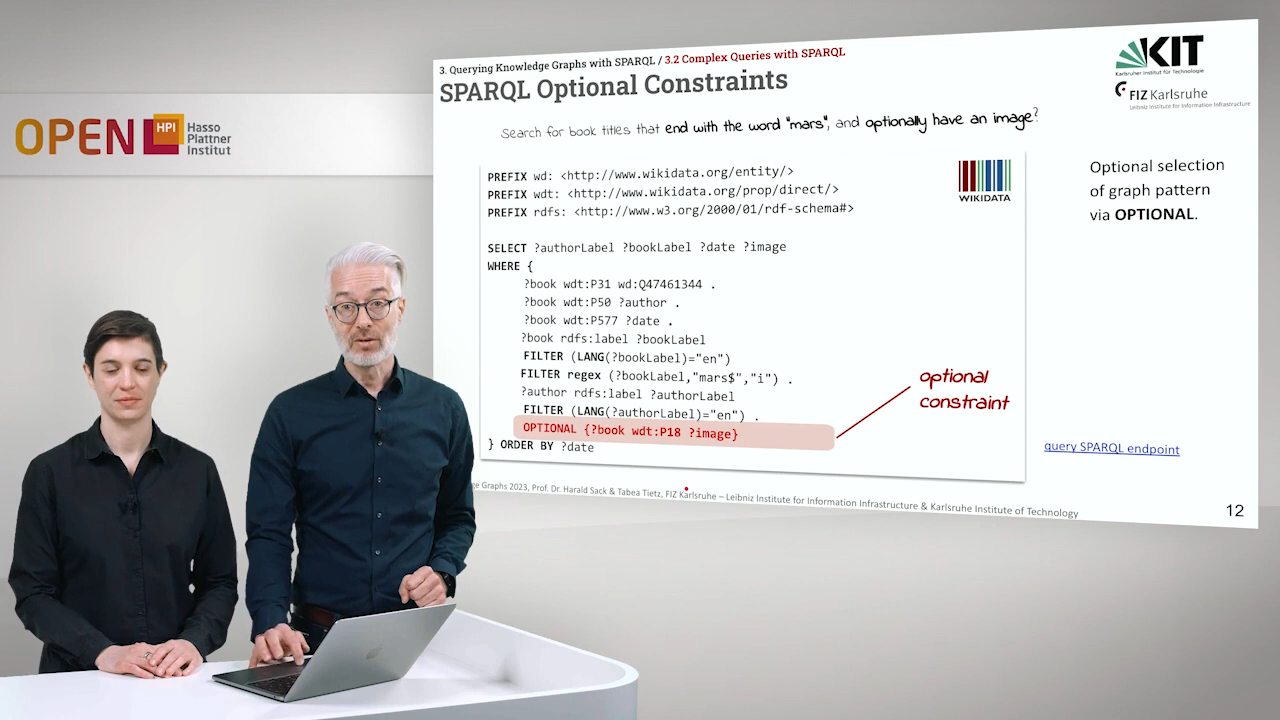 OPEN HPI Hasso
Plattner
Institut
3. Querying Knowledge Graphs with SPARQL / 3.2 Complex Queries with SPARQL
SPARQL Optional Constraints
KIT
Karlsruher Institut für Technologie
FIZ Karlsruhe
Leibniz Institute for Information Infrastructure
Search for book titles that end with the word "mars", and optionally have an image?
PREFIX wd: <http://www.wikidata.org/entity/>
PREFIX wdt: <http://www.wikidata.org/prop/direct/>
PREFIX rdfs: <http://www.w3.org/2000/01/rdf-schema#>
WIKIDATA
SELECT ?authorLabel ?bookLabel ?date ?image
WHERE {
?book wdt:P31 wd:Q47461344 .
?book wdt:P50 ?author .
?book wdt:P577 ?date .
?book rdfs:label ?bookLabel
FILTER (LANG(?bookLabel)="en")
FILTER regex (?bookLabel,"mars$","i") .
?author rdfs:label ?authorLabel
FILTER (LANG(?authorLabel)="en") .
OPTIONAL {?book wdt:P18 ?image}
} ORDER BY ?date
optional
constraint
Optional selection
of graph pattern
via OPTIONAL.
query SPARQL endpoint
ge Graphs 2023, Prof. Dr. Harald Sack & Tabea Tietz, FIZ Karlsruhe – Leibniz Institute for Information Infrastructure & Karlsruhe Institute of Technology
12